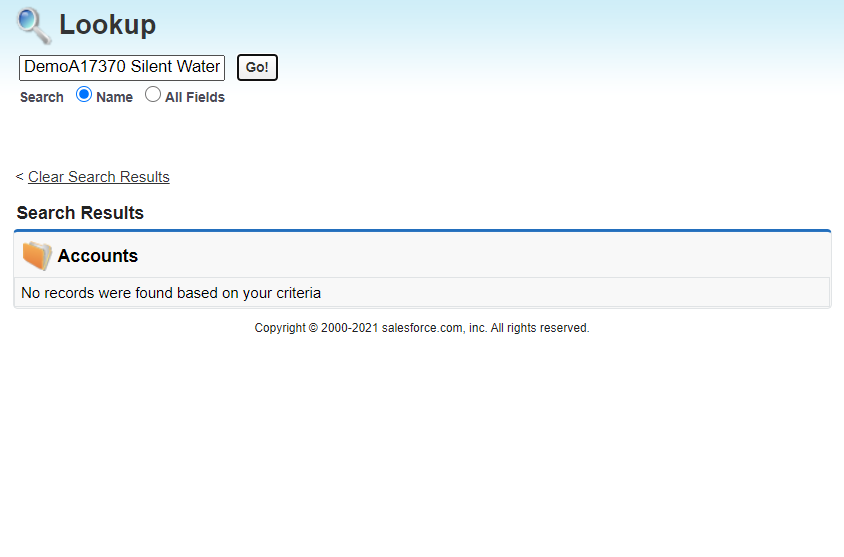 Lookup
DemoA17370 Silent Water
Go!
Search Name All Fields
< Clear Search Results
Search Results
Accounts
No records were found based on your criteria
Copyright © 2000-2021 salesforce.com, inc. All rights reserved.